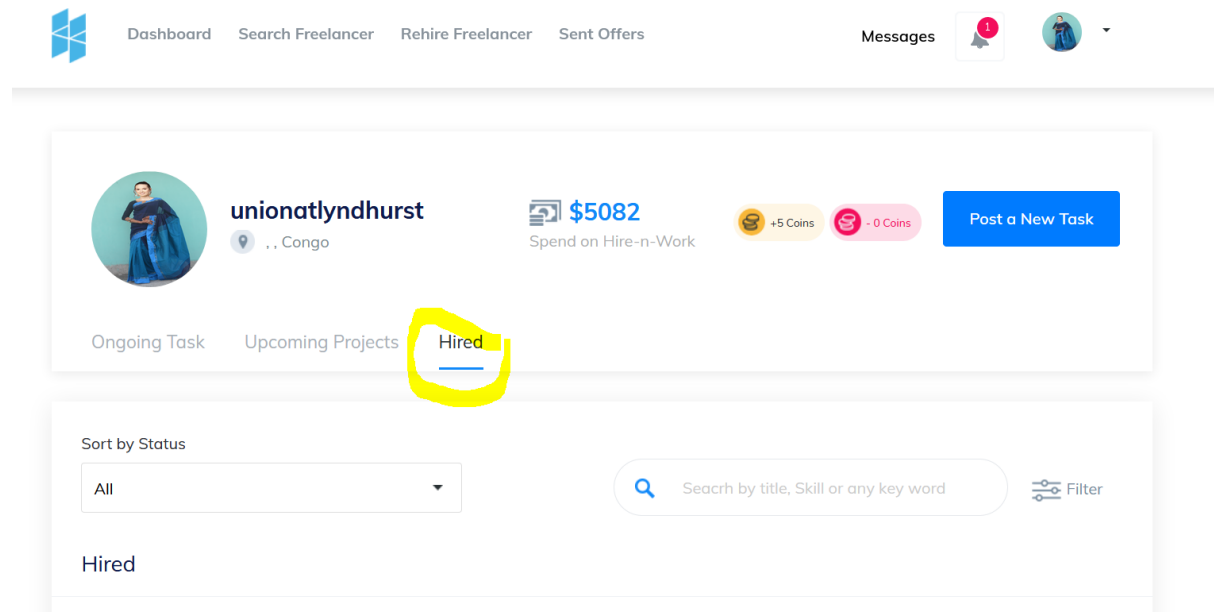 Dashboard Search Freelancer Rehire Freelancer Sent Offers Messages 1
unionatlyndhurst
, , Congo
$5082
Spend on Hire-n-Work
+5 Coins
- 0 Coins
Post a New Task
Ongoing Task Upcoming Projects Hired
Sort by Status
All
Seacrh by title, Skill or any key word
Filter
Hired